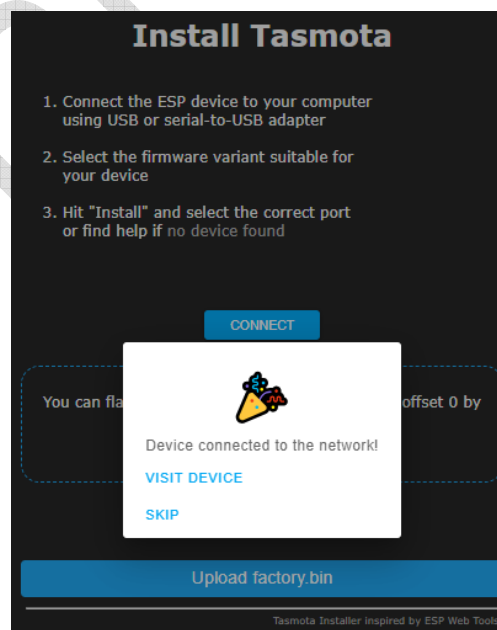 Install Tasmota
1. Connect the ESP device to your computer
using USB or serial-to-USB adapter
2. Select the firmware variant suitable for
your device
3. Hit "Install" and select the correct port
or find help if no device found
CONNECT
You can fla
offset 0 by
Device connected to the network!
VISIT DEVICE
SKIP
Upload factory.bin
Tasmota Installer inspired by ESP Web Tools